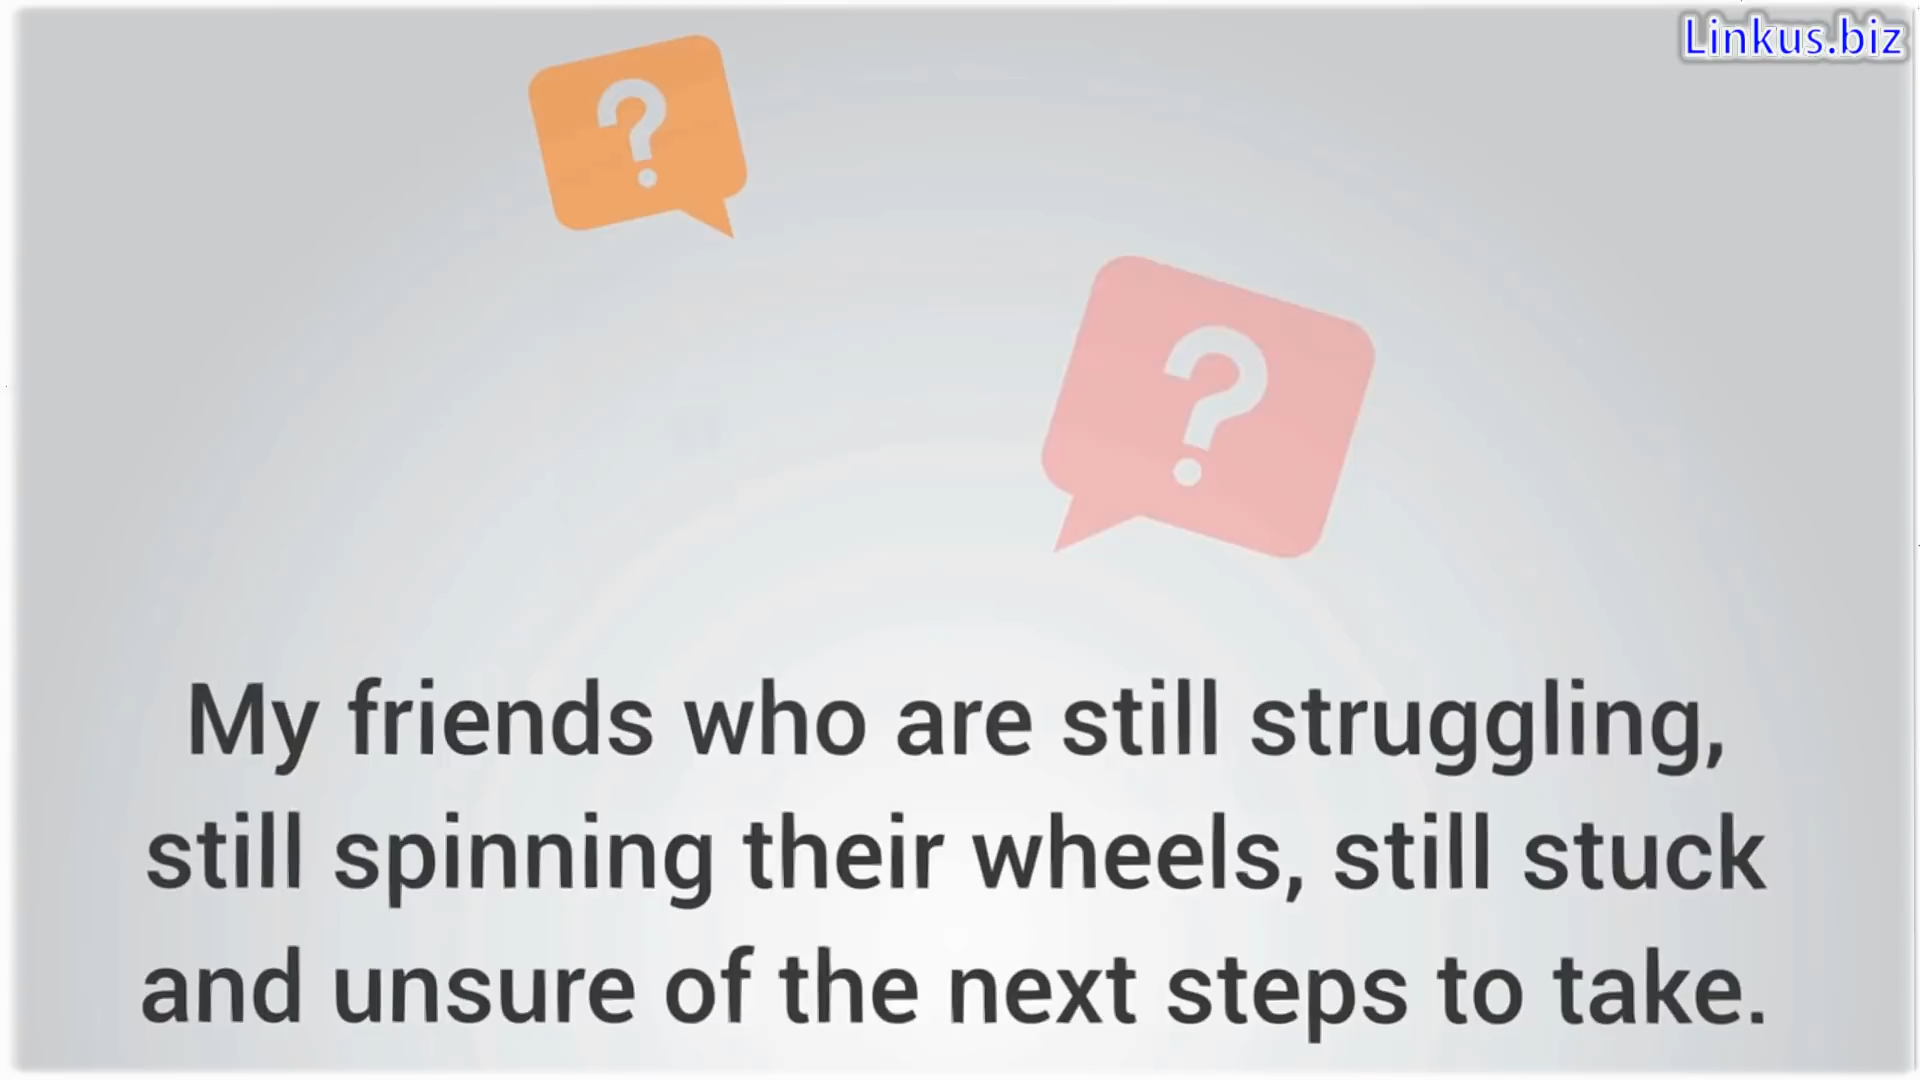 Linkus.biz
?
?
My friends who are still struggling,
still spinning their wheels, still stuck
and unsure of the next steps to take.